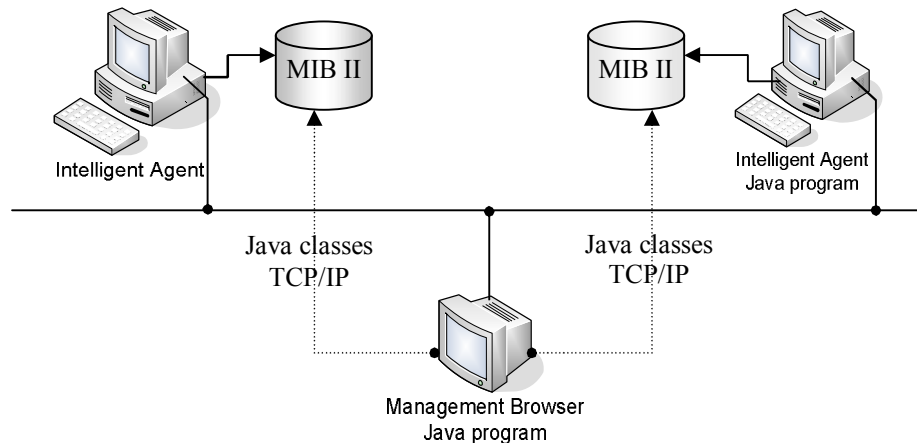 MIB II
MIB II
Intelligent Agent
Intelligent Agent
Java program
Java classes
TCP/IP
Java classes
TCP/IP
Management Browser
Java program